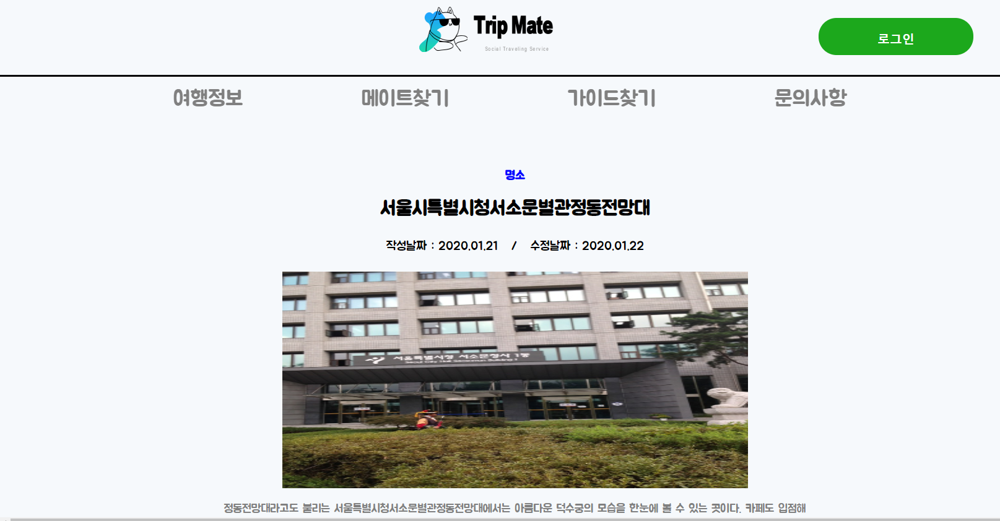 Trip Mate
Social Traveling Service
로그인
여행정보 메이트찾기 가이드찾기 문의사항
명소
서울시특별시청서소문별관정동전망대
작성날짜 : 2020.01.21 / 수정날짜 : 2020.01.22
서울특별시청 서소문청사 1동
Seoul City Hall Seosomun Building 1
정동전망대라고도 불리는 서울특별시청서소문별관정동전망대에서는 아름다운 덕수궁의 모습을 한눈에 볼 수 있는 곳이다. 카페도 입점해